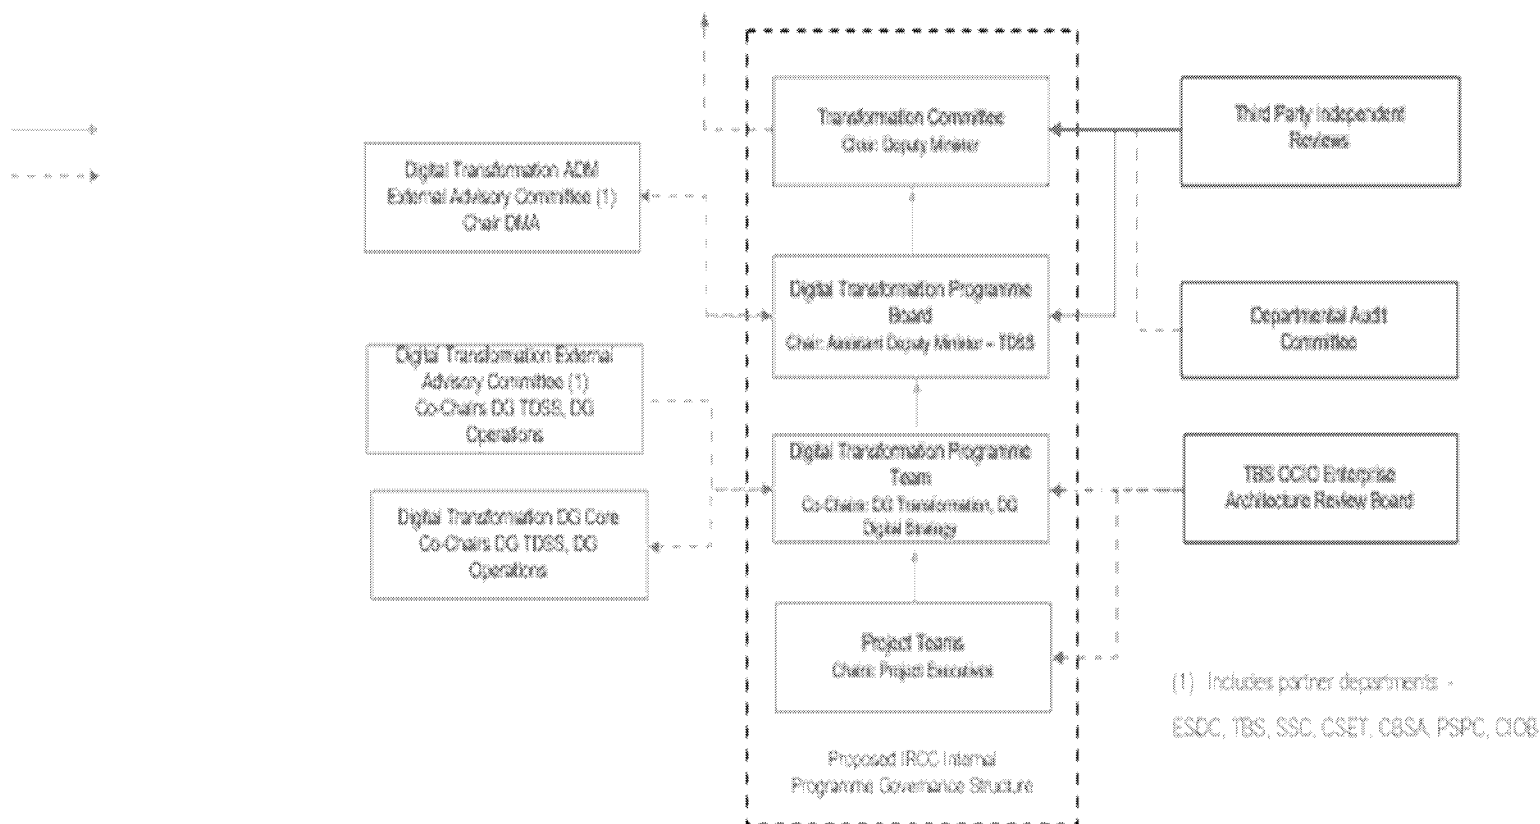 Transformation Committee
Chair: Deputy Minister
Third Party Independent
Reviews
Digital Transformation ADM
External Advisory Committee (1)
Chair DMA
Digital Transformation Programme
Board
Chair: Assistant Deputy Minister – TDSS
Departmental Audit
Committee
Digital Transformation External
Advisory Committee (1)
Co-Chairs DG TDSS, DG
Operations
Digital Transformation Programme
Team
Co-Chairs: DG Transformation, DG
Digital Strategy
TBS OCIO Enterprise
Architecture Review Board
Digital Transformation DG Core
Co-Chairs DG TDSS, DG
Operations
Project Teams
Chairs: Project Executives
Proposed IRCC Internal
Programme Governance Structure
(1) Includes partner departments -
ESDC, TBS, SSC, CSET, CBSA, PSPC, CIOB